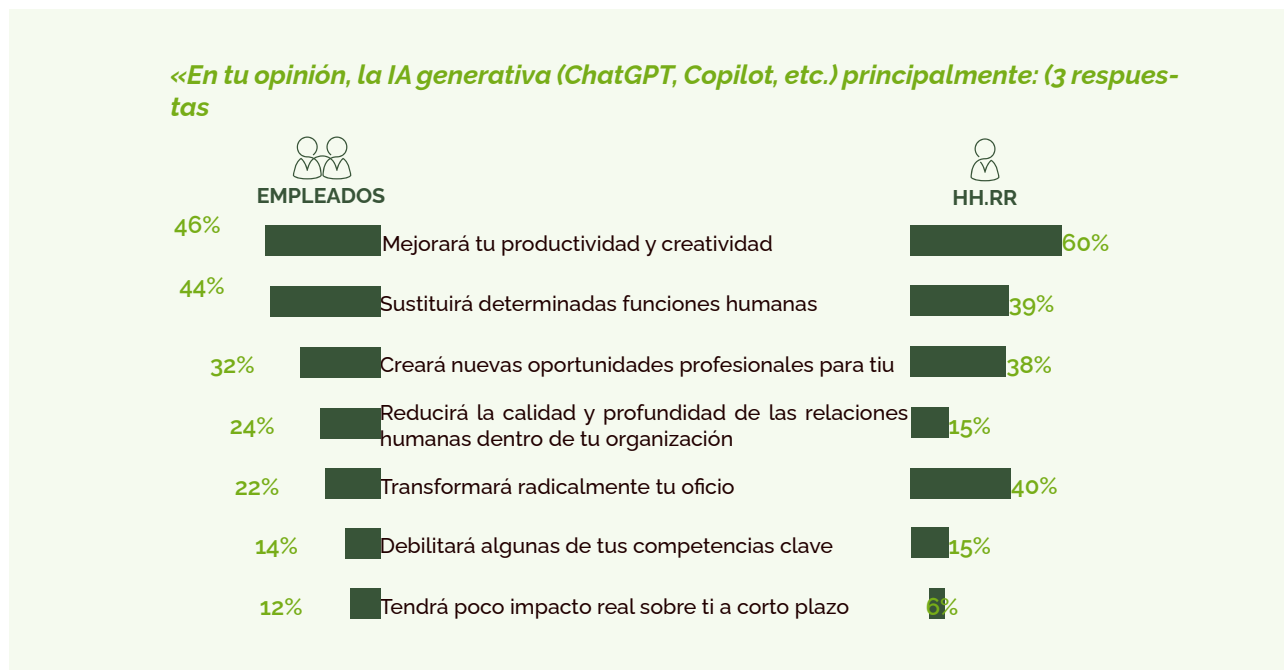 «En tu opinión, la IA generativa (ChatGPT, Copilot, etc.) principalmente: (3 respues-
tas
EMPLEADOS
HH.RR
46%
Mejorará tu productividad y creatividad
60%
44%
Sustituirá determinadas funciones humanas
39%
32%
Creará nuevas oportunidades profesionales para tiu
38%
24%
Reducirá la calidad y profundidad de las relaciones
humanas dentro de tu organización
15%
22%
Transformará radicalmente tu oficio
40%
14%
Debilitará algunas de tus competencias clave
15%
12%
Tendrá poco impacto real sobre ti a corto plazo
6%